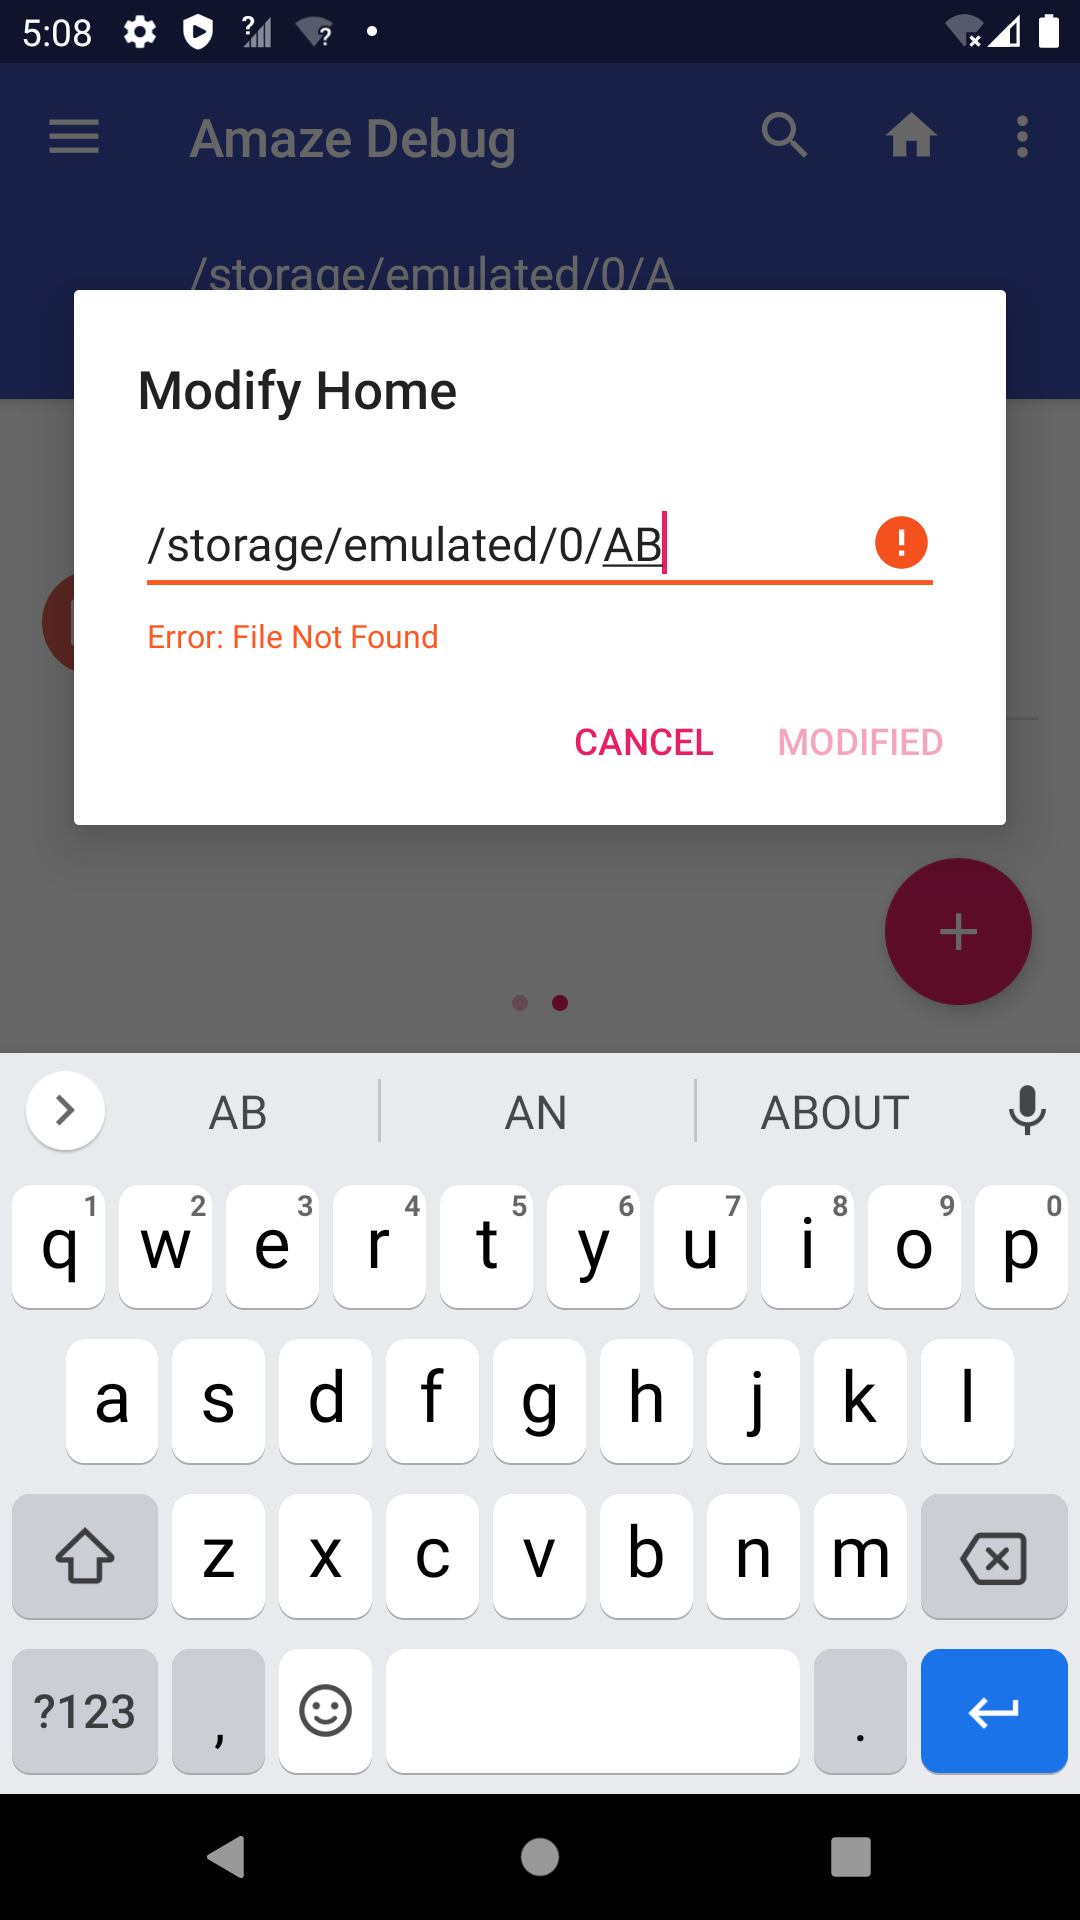 5:08
Amaze Debug
/storage/emulated/0/A
Modify Home
/storage/emulated/0/AB
Error: File Not Found
CANCEL MODIFIED
AB AN ABOUT
1 2 3 4 5 6 7 8 9 0
q w e r t y u i o p
a s d f g h j k l
z x c v b n m
?123 , .